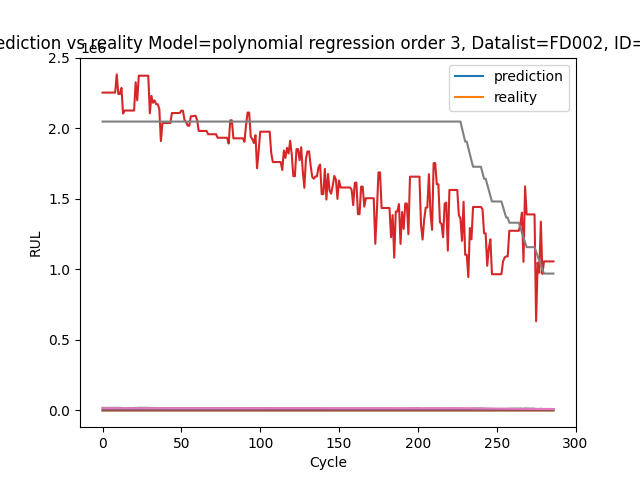 ediction vs reality Model=polynomial regression order 3, Datalist=FD002, ID=
1e6
2.5
2.0
1.5
1.0
0.5
0.0
RUL
0 50 100 150 200 250 300
Cycle
prediction
reality